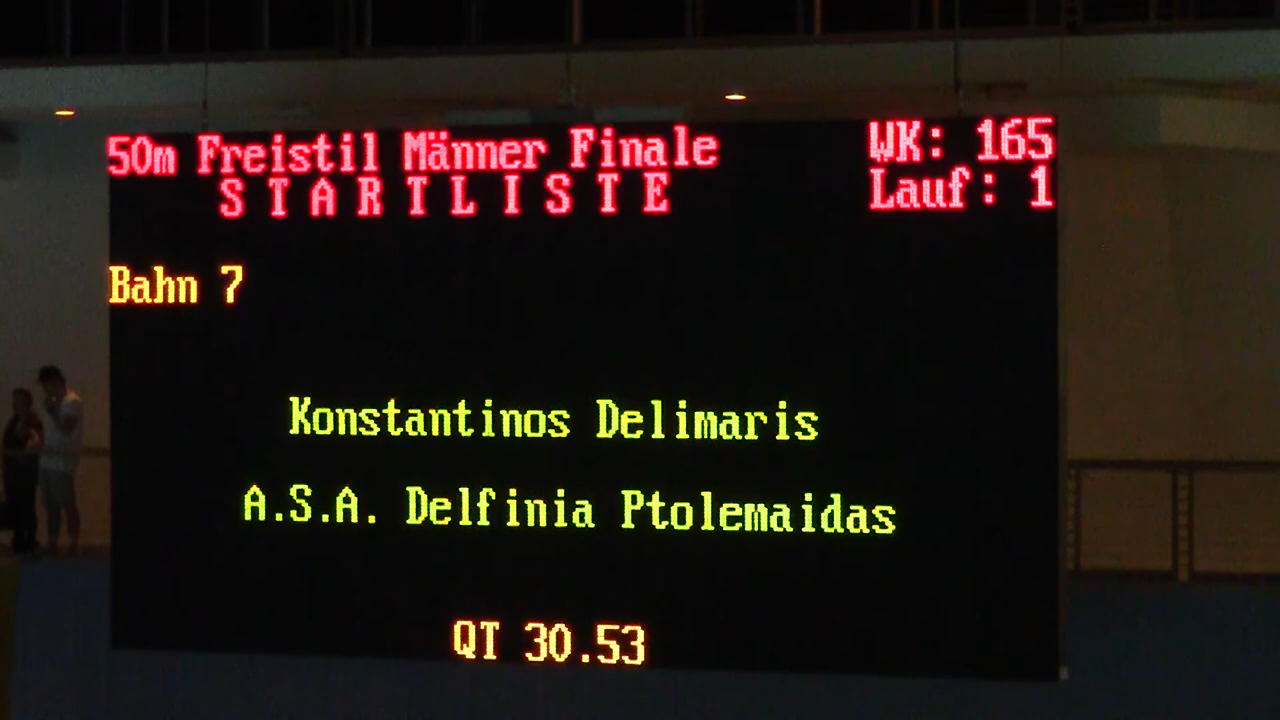 50m Freistil Männer Finale WK: 165
S T A R T L I S T E Lauf: 1
Bahn 7
Konstantinos Delimaris
A.S.A. Delfinia Ptolemaidas
QT 30.53